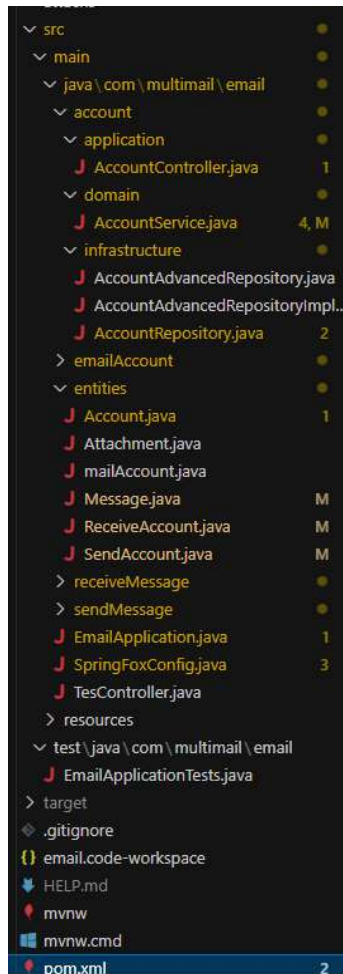 src
main
java\com\multimail\email
account
application
AccountController.java 1
domain
AccountService.java 4, M
infrastructure
AccountAdvancedRepository.java
AccountAdvancedRepositoryImpl...
AccountRepository.java 2
emailAccount
entities
Account.java 1
Attachment.java
mailAccount.java
Message.java M
ReceiveAccount.java M
SendAccount.java M
receiveMessage
sendMessage
EmailApplication.java 1
SpringFoxConfig.java 3
TesController.java
resources
test\java\com\multimail\email
EmailApplicationTests.java
target
.gitignore
email.code-workspace
HELP.md
mvnw
mvnw.cmd
pom.xml 2